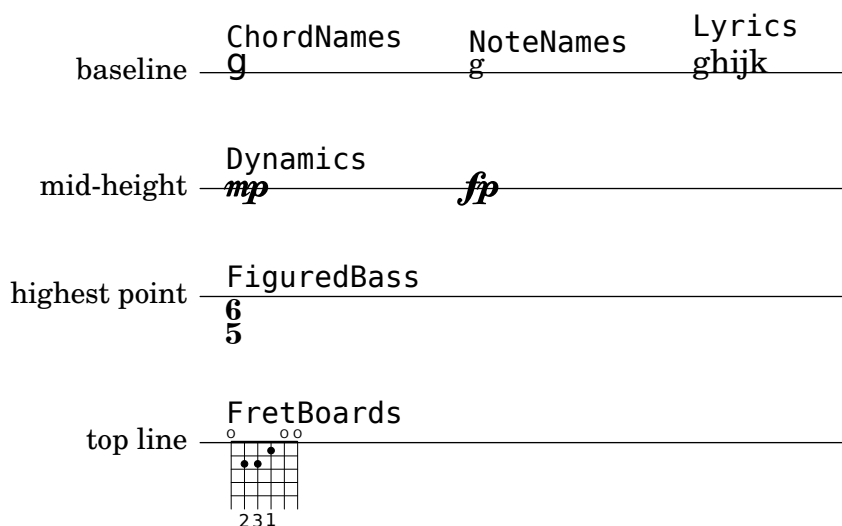 ChordNames NoteNames Lyrics
baseline g g ghijk
Dynamics
mid-height mp fp
FiguredBass
highest point
6
5
FretBoards
o o o
top line
231